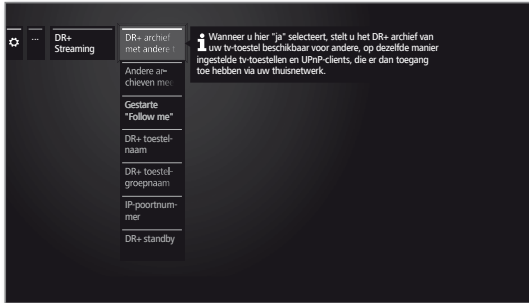 ...
DR+
Streaming
DR+ archief
met andere t
Andere ar-
chieven mee
Gestarte
"Follow me"
DR+ toestel-
naam
DR+ toestel-
groepnaam
IP-poortnum-
mer
DR+ standby
Wanneer u hier "ja" selecteert, stelt u het DR+ archief van
uw tv-toestel beschikbaar voor andere, op dezelfde manier
ingestelde tv-toestellen en UPnP-clients, die er dan toegang
toe hebben via uw thuisnetwerk.